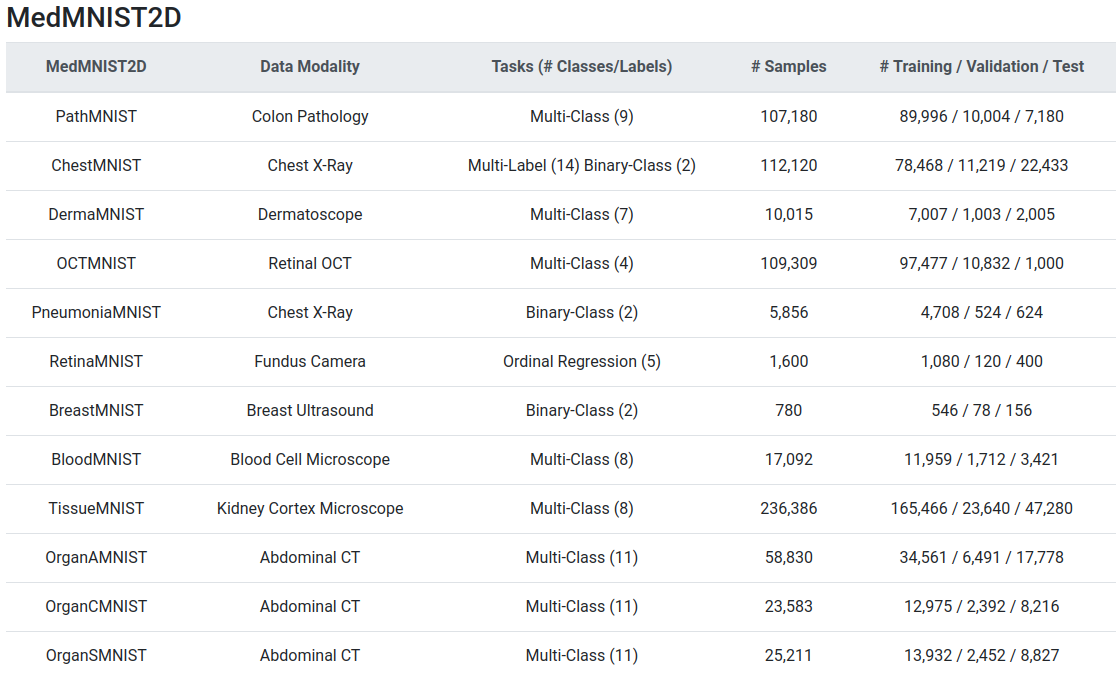 MedMNIST2D
MedMNIST2D Data Modality Tasks (# Classes/Labels) # Samples # Training / Validation / Test
PathMNIST Colon Pathology Multi-Class (9) 107,180 89,996 / 10,004 / 7,180
ChestMNIST Chest X-Ray Multi-Label (14) Binary-Class (2) 112,120 78,468 / 11,219 / 22,433
DermaMNIST Dermatoscope Multi-Class (7) 10,015 7,007 / 1,003 / 2,005
OCTMNIST Retinal OCT Multi-Class (4) 109,309 97,477 / 10,832 / 1,000
PneumoniaMNIST Chest X-Ray Binary-Class (2) 5,856 4,708 / 524 / 624
RetinaMNIST Fundus Camera Ordinal Regression (5) 1,600 1,080 / 120 / 400
BreastMNIST Breast Ultrasound Binary-Class (2) 780 546 / 78 / 156
BloodMNIST Blood Cell Microscope Multi-Class (8) 17,092 11,959 / 1,712 / 3,421
TissueMNIST Kidney Cortex Microscope Multi-Class (8) 236,386 165,466 / 23,640 / 47,280
OrganAMNIST Abdominal CT Multi-Class (11) 58,830 34,561 / 6,491 / 17,778
OrganCMNIST Abdominal CT Multi-Class (11) 23,583 12,975 / 2,392 / 8,216
OrganSMNIST Abdominal CT Multi-Class (11) 25,211 13,932 / 2,452 / 8,827